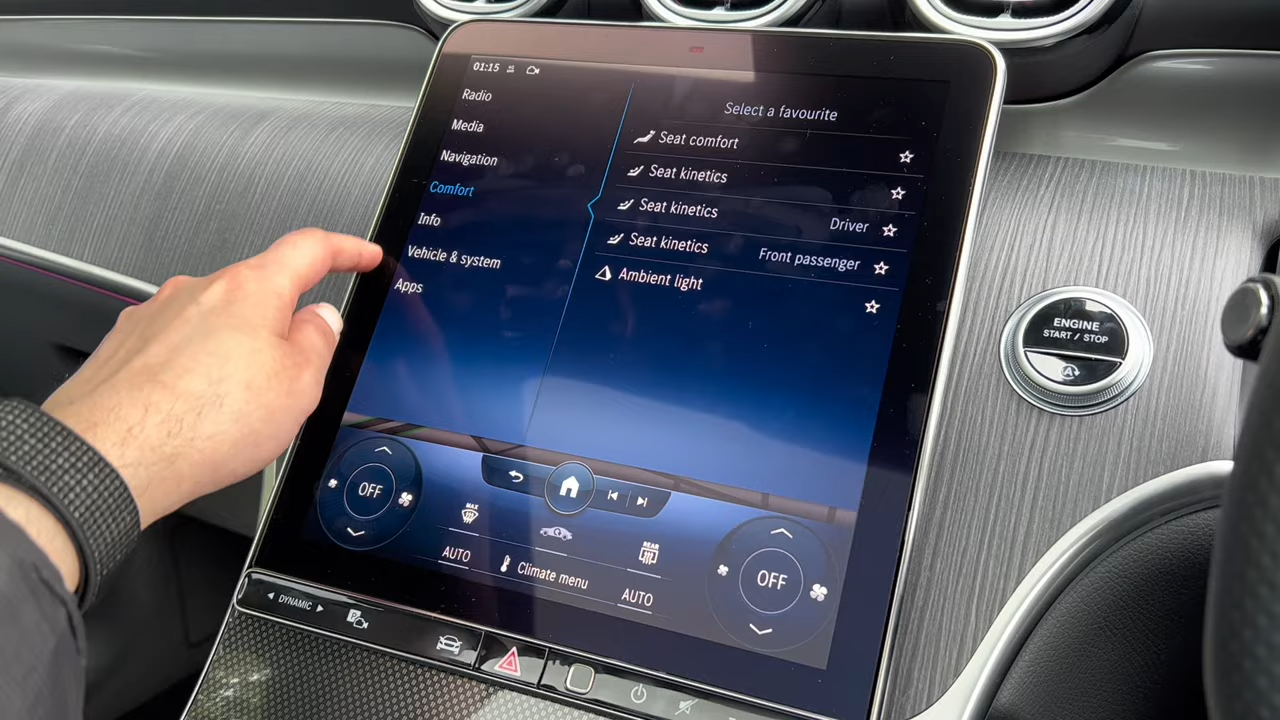 01:15
Radio
Media
Navigation
Comfort
Info
Vehicle & system
Apps
Select a favourite
Seat comfort
Seat kinetics
Seat kinetics Driver
Seat kinetics Front passenger
Ambient light
ENGINE
START / STOP
A
OFF
MAX
REAR
OFF
AUTO
Climate menu
AUTO
DYNAMIC